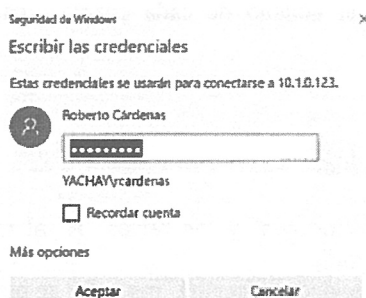 Seguridad de Windows
Escribir las credenciales
Estas credenciales se usarán para conectarse a 10.1.0.123.
Roberto Cárdenas
•••••••••
YACHAY\rcardenas
Recordar cuenta
Más opciones
Aceptar
Cancelar